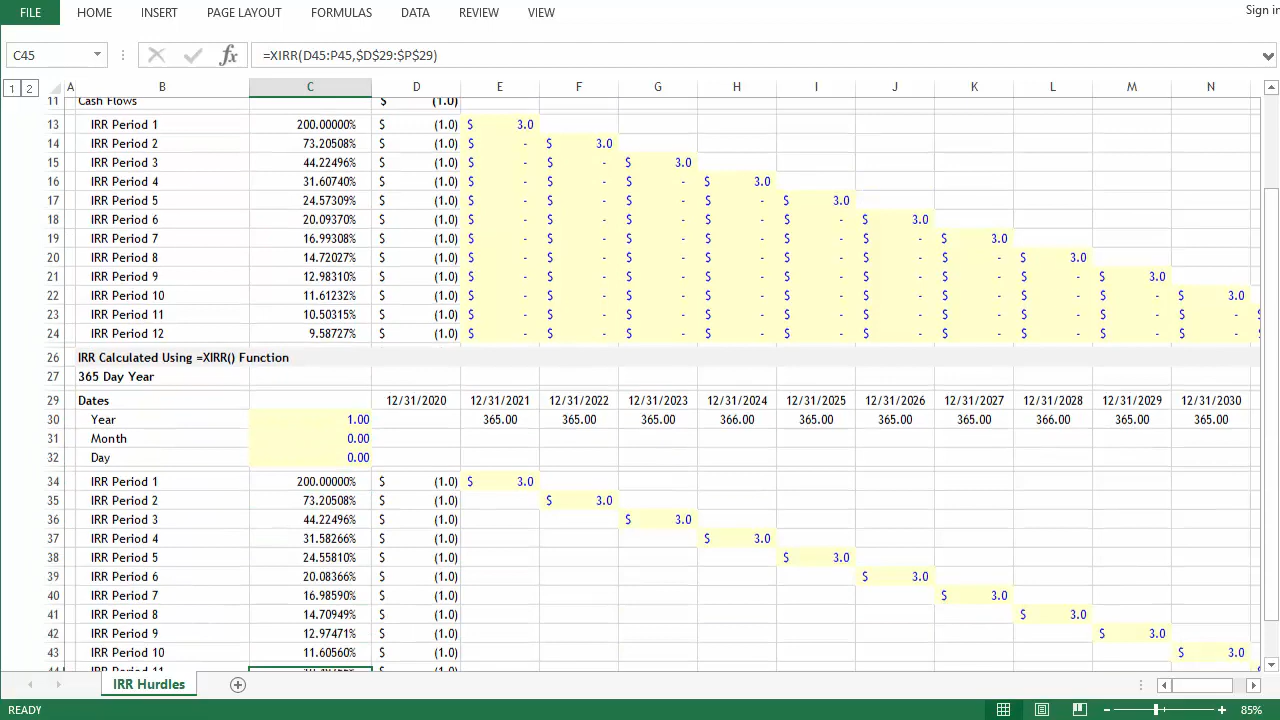 FILE HOME INSERT PAGE LAYOUT FORMULAS DATA REVIEW VIEW Sign in
C45 fx =XIRR(D45:P45,$D$29:$P$29)
1 2 A B C D E F G H I J K L M N
11 Cash Flows $ (1.0)
13 IRR Period 1 200.00000% $ (1.0) $ 3.0
14 IRR Period 2 73.20508% $ (1.0) $ - $ 3.0
15 IRR Period 3 44.22496% $ (1.0) $ - $ - $ 3.0
16 IRR Period 4 31.60740% $ (1.0) $ - $ - $ - $ 3.0
17 IRR Period 5 24.57309% $ (1.0) $ - $ - $ - $ - $ 3.0
18 IRR Period 6 20.09370% $ (1.0) $ - $ - $ - $ - $ - $ 3.0
19 IRR Period 7 16.99308% $ (1.0) $ - $ - $ - $ - $ - $ - $ 3.0
20 IRR Period 8 14.72027% $ (1.0) $ - $ - $ - $ - $ - $ - $ - $ 3.0
21 IRR Period 9 12.98310% $ (1.0) $ - $ - $ - $ - $ - $ - $ - $ - $ 3.0
22 IRR Period 10 11.61232% $ (1.0) $ - $ - $ - $ - $ - $ - $ - $ - $ - $ 3.0
23 IRR Period 11 10.50315% $ (1.0) $ - $ - $ - $ - $ - $ - $ - $ - $ - $ -
24 IRR Period 12 9.58727% $ (1.0) $ - $ - $ - $ - $ - $ - $ - $ - $ - $ -
26 IRR Calculated Using =XIRR() Function
27 365 Day Year
29 Dates 12/31/2020 12/31/2021 12/31/2022 12/31/2023 12/31/2024 12/31/2025 12/31/2026 12/31/2027 12/31/2028 12/31/2029 12/31/2030
30 Year 1.00 365.00 365.00 365.00 366.00 365.00 365.00 365.00 366.00 365.00 365.00
31 Month 0.00
32 Day 0.00
34 IRR Period 1 200.00000% $ (1.0) $ 3.0
35 IRR Period 2 73.20508% $ (1.0) $ 3.0
36 IRR Period 3 44.22496% $ (1.0) $ 3.0
37 IRR Period 4 31.58266% $ (1.0) $ 3.0
38 IRR Period 5 24.55810% $ (1.0) $ 3.0
39 IRR Period 6 20.08366% $ (1.0) $ 3.0
40 IRR Period 7 16.98590% $ (1.0) $ 3.0
41 IRR Period 8 14.70949% $ (1.0) $ 3.0
42 IRR Period 9 12.97471% $ (1.0) $ 3.0
43 IRR Period 10 11.60560% $ (1.0) $ 3.0
44 IRR Period 11 $ (1.0)
IRR Hurdles
READY 85%